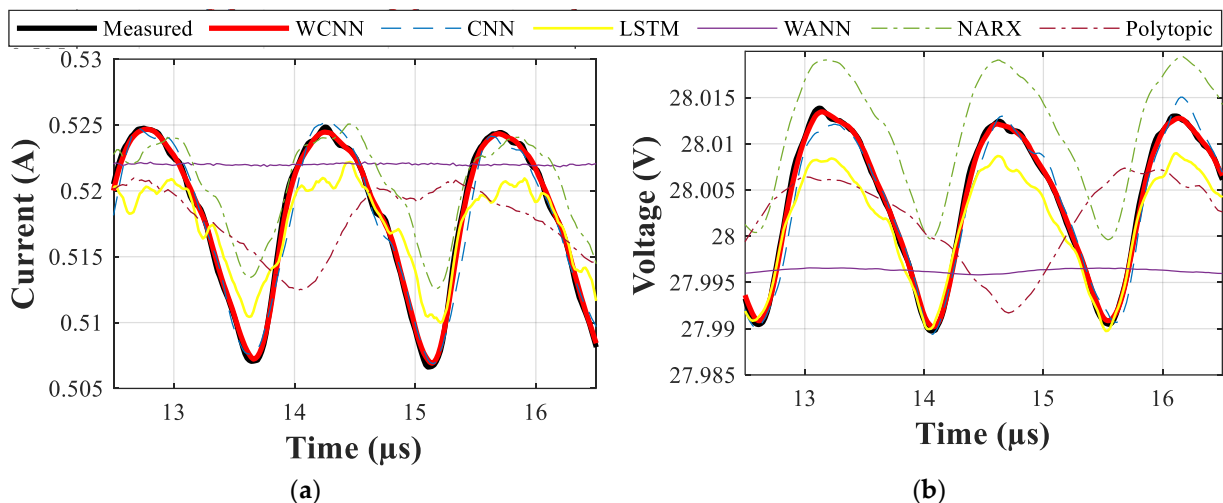 Measured WCNN CNN LSTM WANN NARX Polytopic
0.53
0.525
0.52
0.515
0.51
0.505
Current (A)
13 14 15 16
Time (µs)
(a)
28.015
28.01
28.005
28
27.995
27.99
27.985
Voltage (V)
13 14 15 16
Time (µs)
(b)